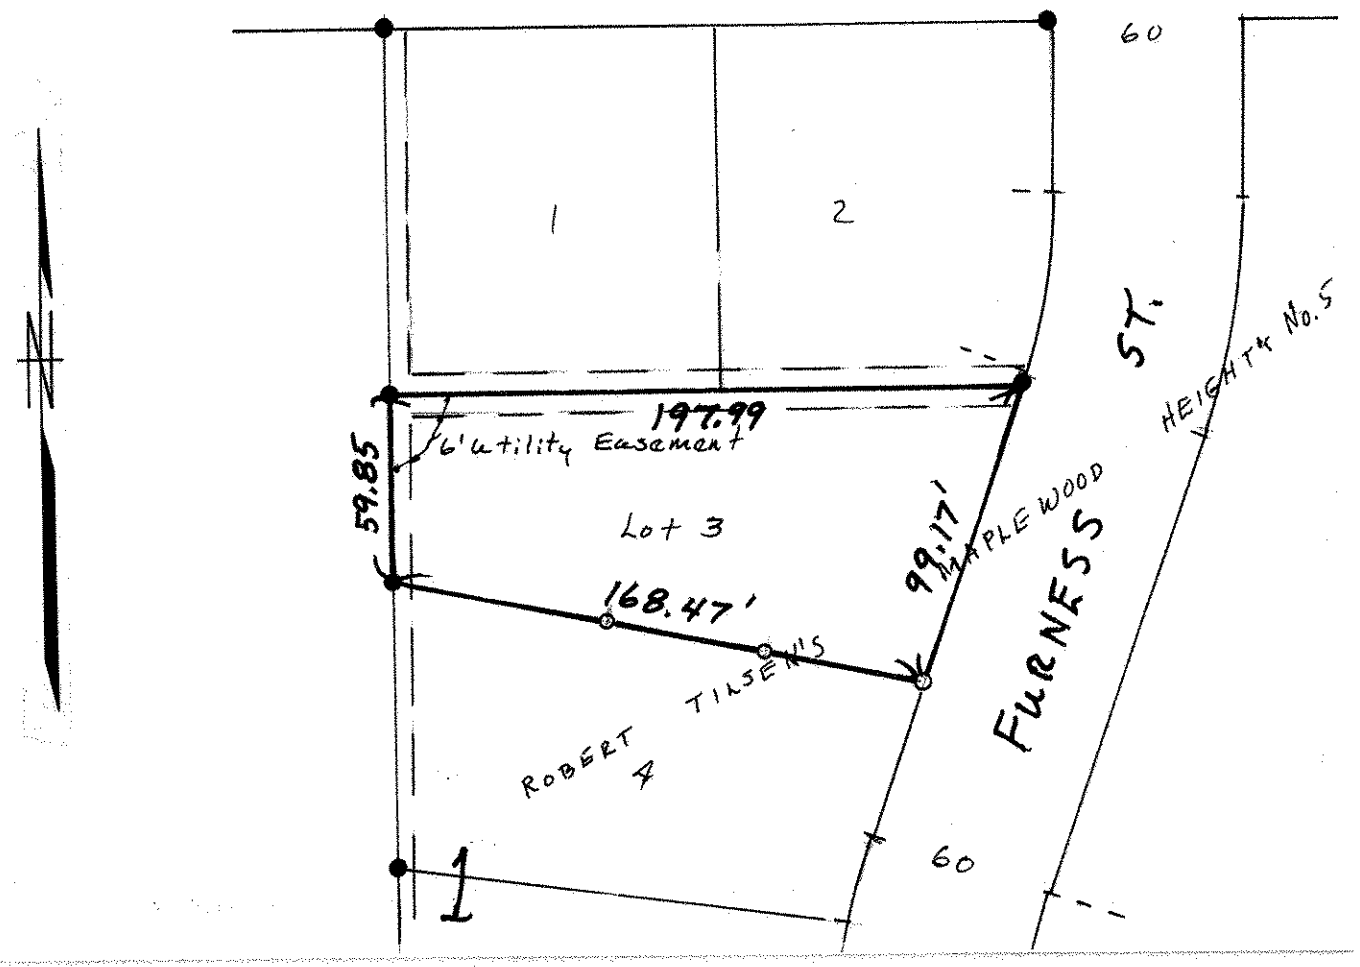 60
1
2
ST.
N
197.99
6' Utility Easement
59.85
Lot 3
99.17'
168.47'
FURNESS
ROBERT TILSEN'S MAPLEWOOD HEIGHTS No. 5
4
60
1